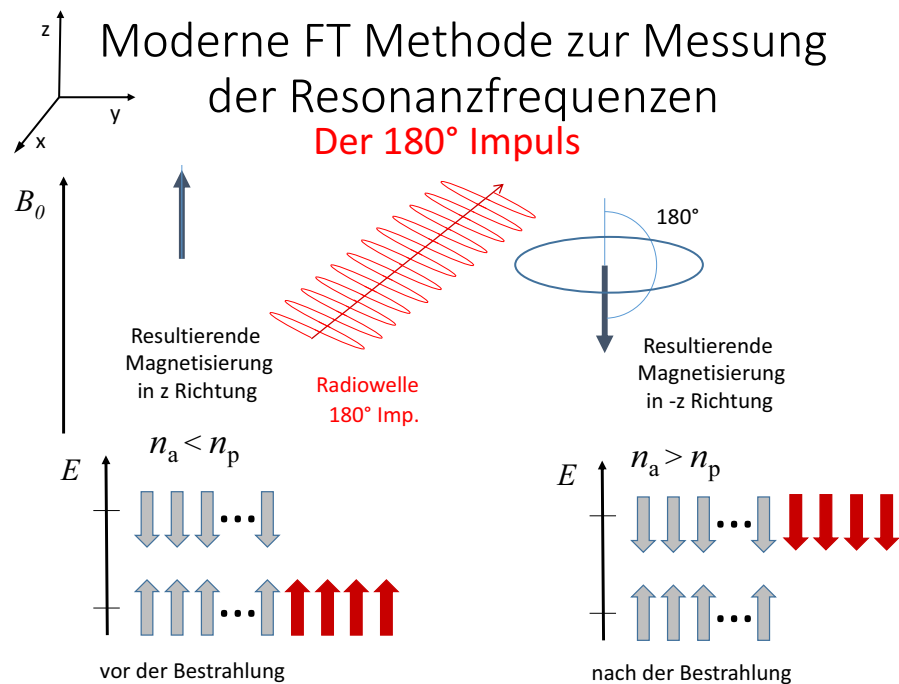 z
y
x
Moderne FT Methode zur Messung
der Resonanzfrequenzen
Der 180° Impuls
B0
180°
Resultierende
Magnetisierung
in z Richtung
Radiowelle
180° Imp.
Resultierende
Magnetisierung
in -z Richtung
E
na < np
vor der Bestrahlung
E
na > np
nach der Bestrahlung